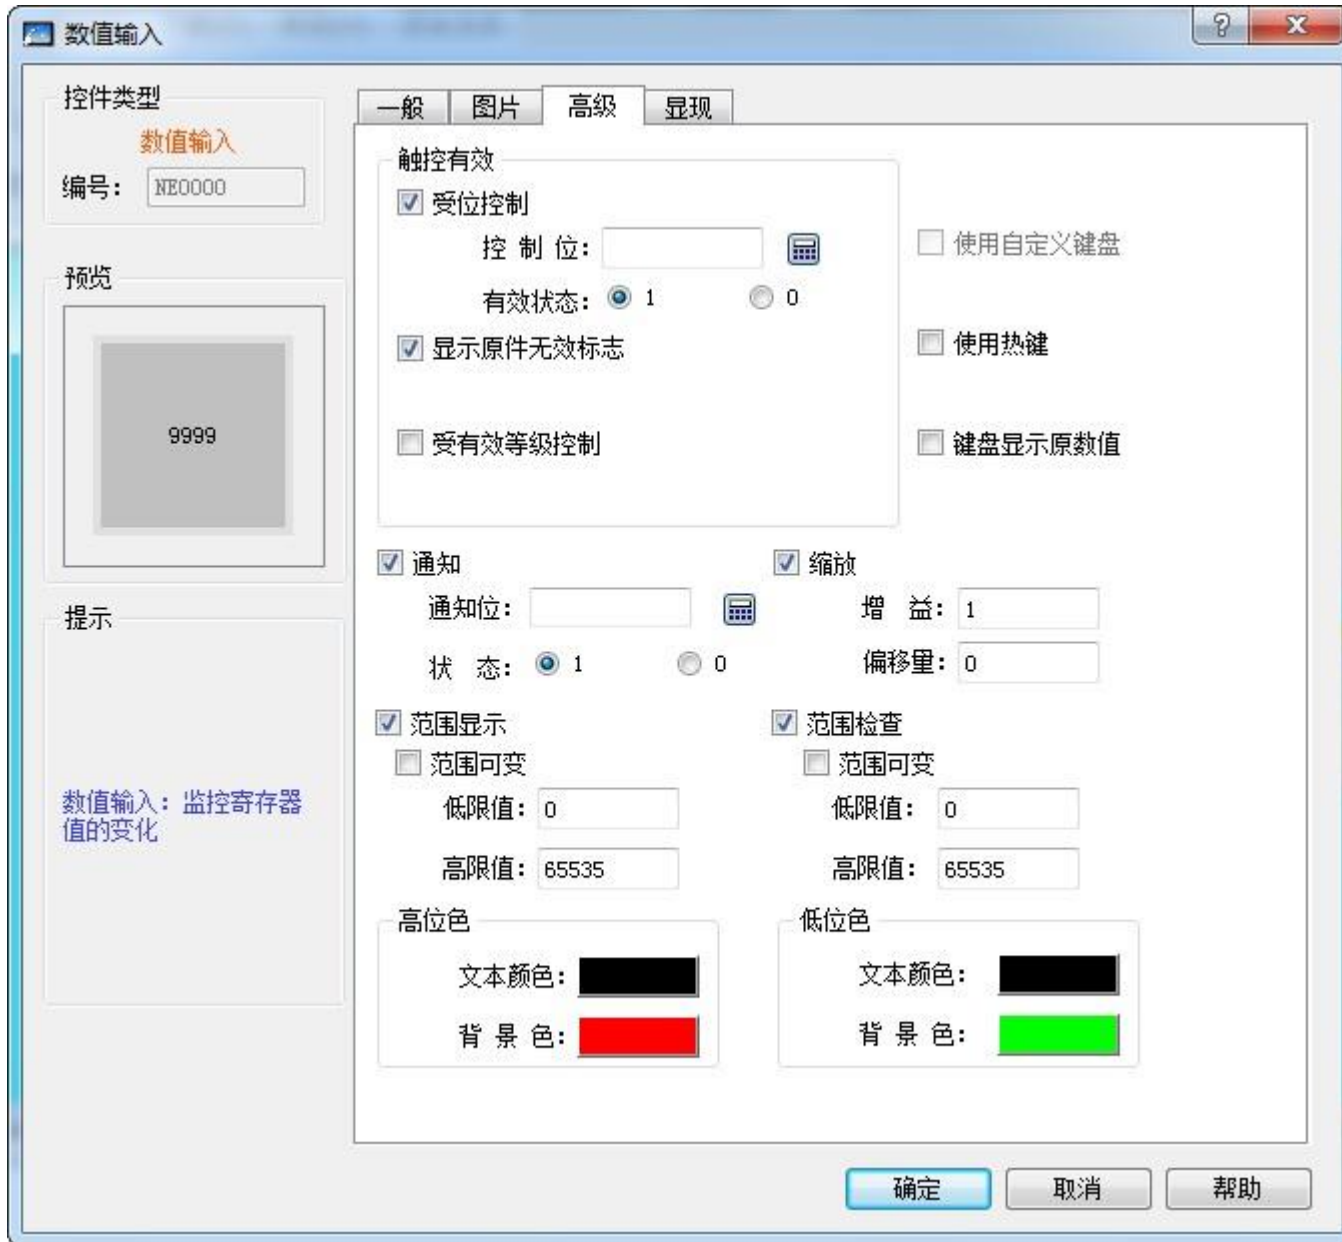 数值输入
控件类型
数值输入
编号: NE0000
预览
9999
提示
数值输入: 监控寄存器
值的变化
一般 图片 高级 显现
触控有效
受位控制
控 制 位:
使用自定义键盘
有效状态: 1 0
显示原件无效标志
使用热键
受有效等级控制
键盘显示原数值
通知 缩放
通知位: 增 益: 1
状 态: 1 0 偏移量: 0
范围显示 范围检查
范围可变 范围可变
低限值: 0 低限值: 0
高限值: 65535 高限值: 65535
高位色 低位色
文本颜色: 文本颜色:
背 景 色: 背 景 色:
确定 取消 帮助